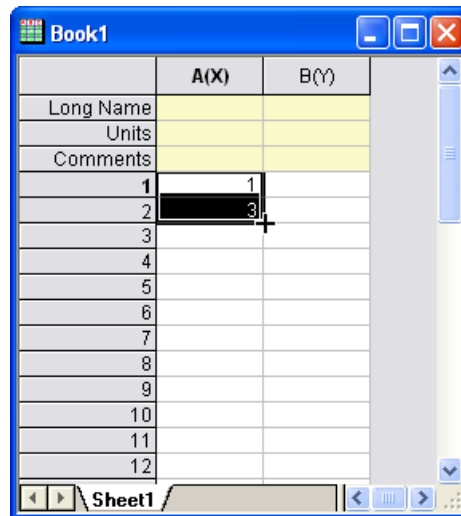 Book1
A(X) B(Y)
Long Name
Units
Comments
1 1
2 3
3
4
5
6
7
8
9
10
11
12
Sheet1